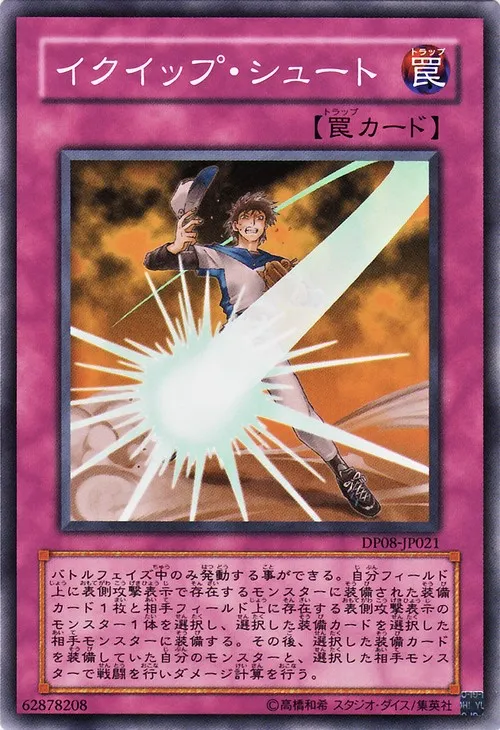 イクイップ・シュート
トラップ
罠
トラップ
【罠カード】
DP08-JP021
バトルフェイズ中のみ発動する事ができる。自分フィールド
上に表側攻撃表示で存在するモンスターに装備された装備
カード1枚と相手フィールド上に存在する表側攻撃表示の
モンスター1体を選択し、選択した装備カードを選択した
相手モンスターに装備する。その後、選択した装備カード
を装備していた自分のモンスターと、選択した相手モンス
ターで戦闘を行いダメージ計算を行う。
62878208
©高橋和希 スタジオ・ダイス/集英社